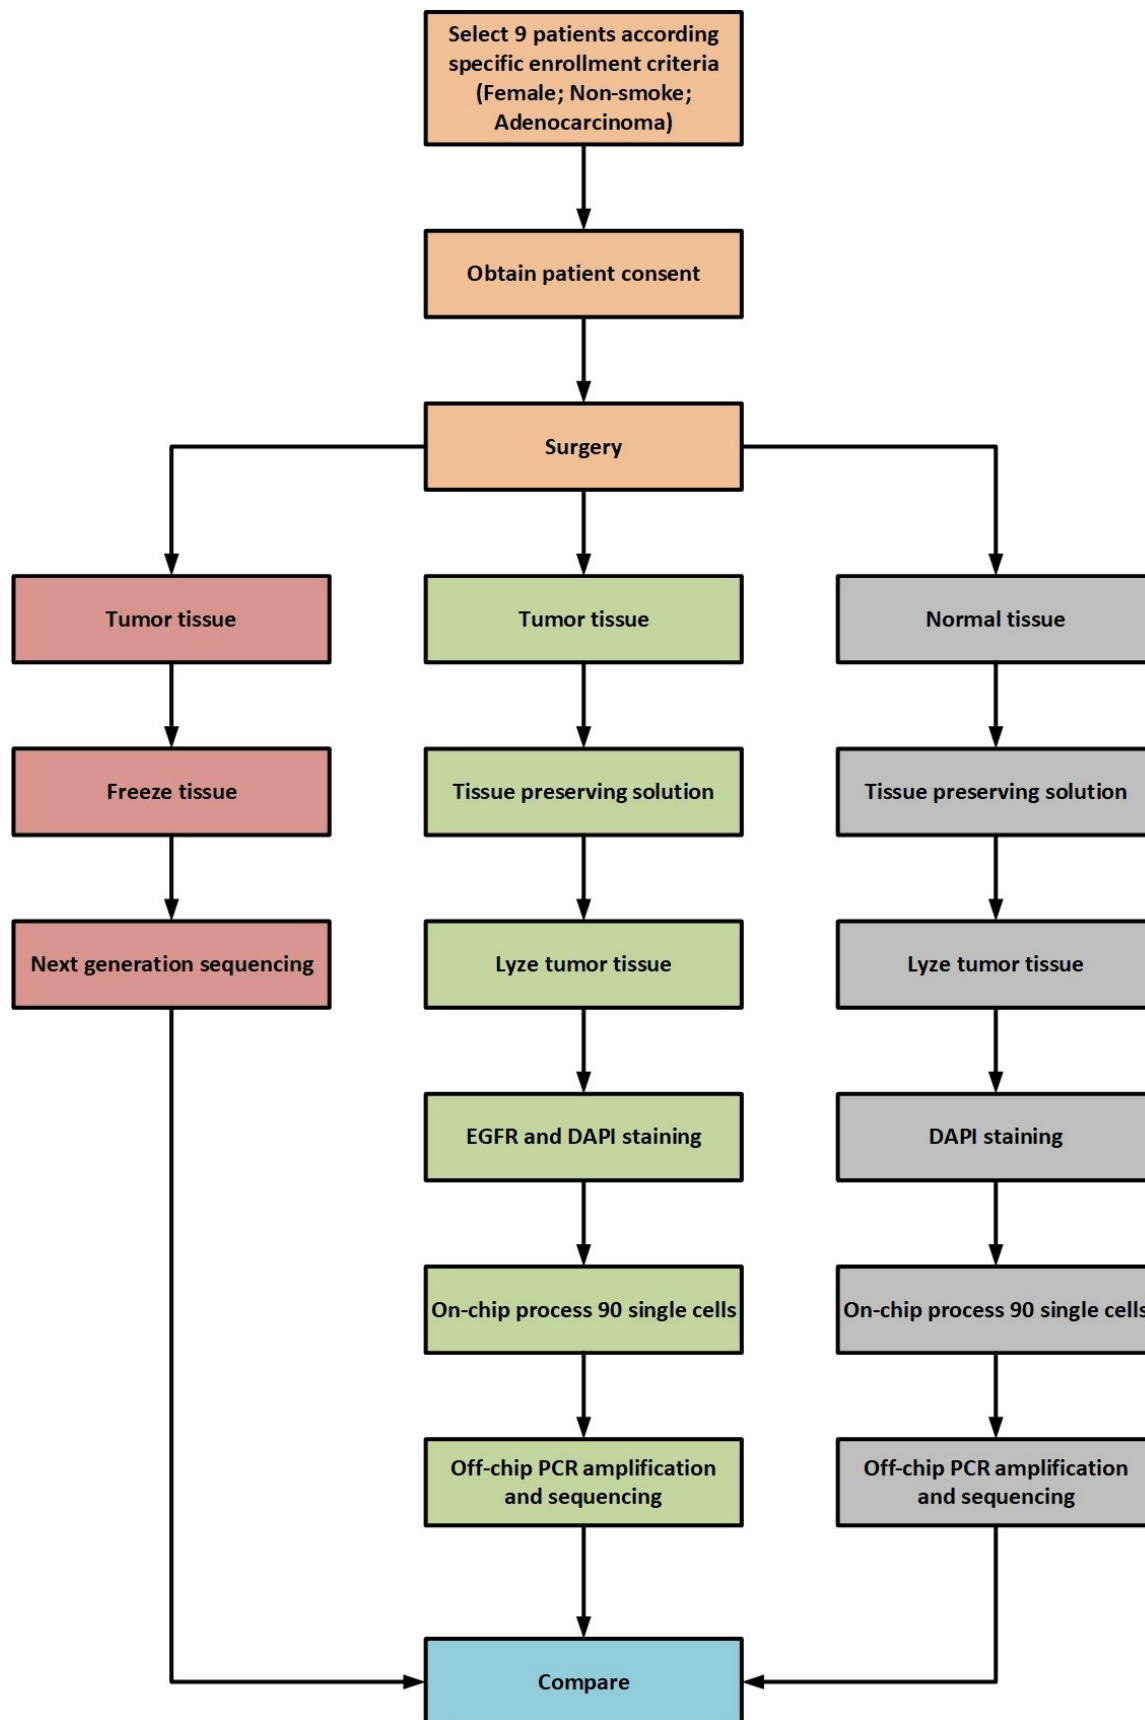 Select 9 patients according
specific enrollment criteria
(Female; Non-smoke;
Adenocarcinoma)
Obtain patient consent
Surgery
Tumor tissue
Tumor tissue
Normal tissue
Freeze tissue
Tissue preserving solution
Tissue preserving solution
Next generation sequencing
Lyze tumor tissue
Lyze tumor tissue
EGFR and DAPI staining
DAPI staining
On-chip process 90 single cells
On-chip process 90 single cells
Off-chip PCR amplification
and sequencing
Off-chip PCR amplification
and sequencing
Compare